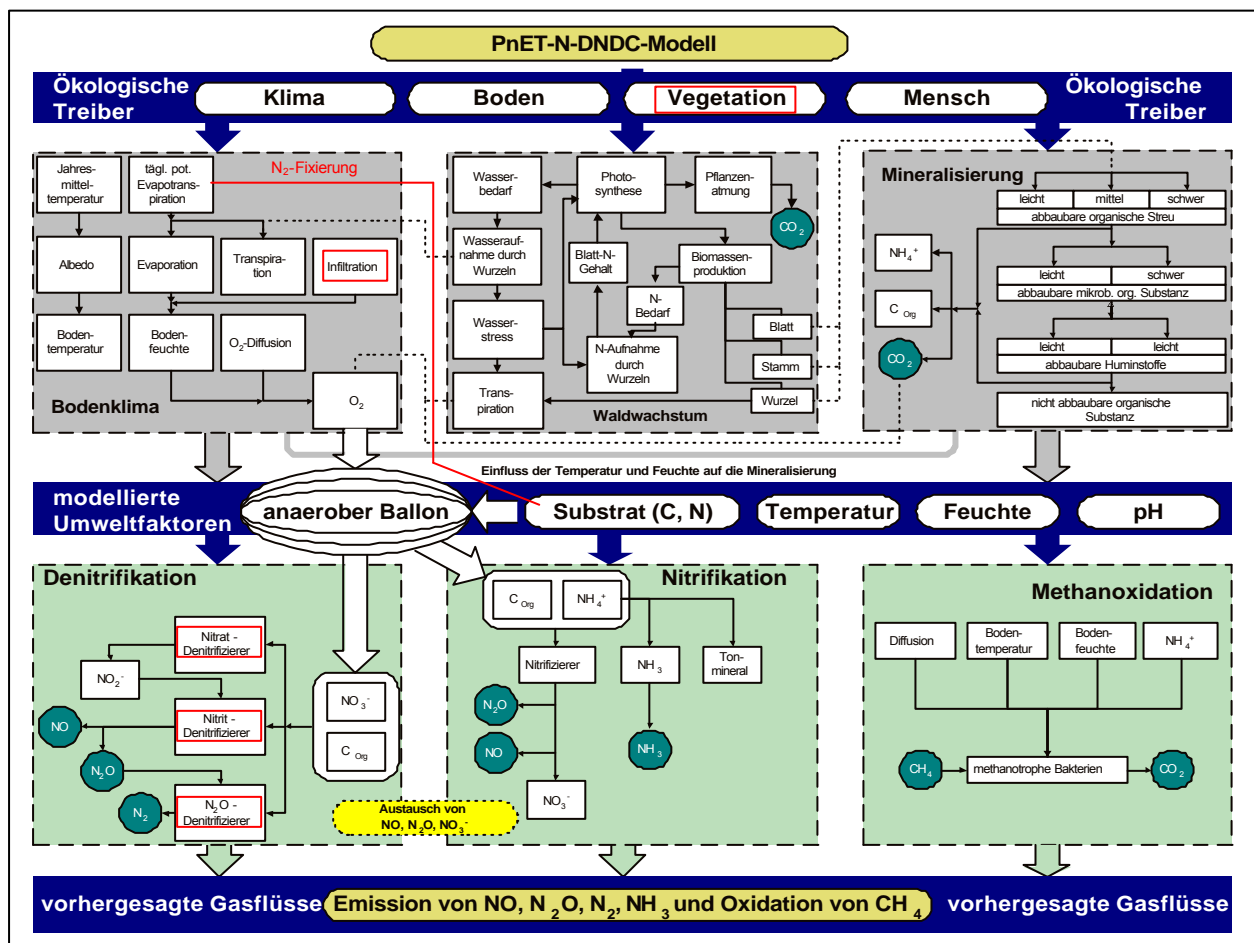 PnET-N-DNDC-Modell
Ökologische
Treiber
Klima
Boden
Vegetation
Mensch
Ökologische
Treiber
Jahres-
mittel-
temperatur
tägl. pot.
Evapotrans-
piration
N₂-Fixierung
Albedo
Evaporation
Transpira-
tion
Infiltration
Boden-
temperatur
Boden-
feuchte
O₂-Diffusion
O₂
Bodenklima
Wasser-
bedarf
Photo-
synthese
Pflanzen-
atmung
CO₂
Wasserauf-
nahme durch
Wurzeln
Blatt-N-
Gehalt
Biomassen-
produktion
N-
Bedarf
Wasser-
stress
N-Aufnahme
durch
Wurzeln
Blatt
Stamm
Wurzel
Trans-
piration
Waldwachstum
Mineralisierung
leicht
mittel
schwer
abbaubare organische Streu
NH₄⁺
leicht
schwer
abbaubare mikrob. org. Substanz
C Org
CO₂
leicht
leicht
abbaubare Huminstoffe
nicht abbaubare organische
Substanz
Einfluss der Temperatur und Feuchte auf die Mineralisierung
modellierte
Umweltfaktoren
anaerober Ballon
Substrat (C, N)
Temperatur
Feuchte
pH
Denitrifikation
Nitrat -
Denitrifizierer
NO₂⁻
Nitrit -
Denitrifizierer
NO
N₂O
N₂O -
Denitrifizierer
N₂
NO₃⁻
C Org
Austausch von
NO, N₂O, NO₃⁻
Nitrifikation
C Org
NH₄⁺
Nitrifizierer
NH₃
Ton-
mineral
N₂O
NO
NH₃
NO₃⁻
Methanoxidation
Diffusion
Boden-
temperatur
Boden-
feuchte
NH₄⁺
CH₄
methanotrophe Bakterien
CO₂
vorhergesagte Gasflüsse
Emission von NO, N₂O, N₂, NH₃ und Oxidation von CH₄
vorhergesagte Gasflüsse